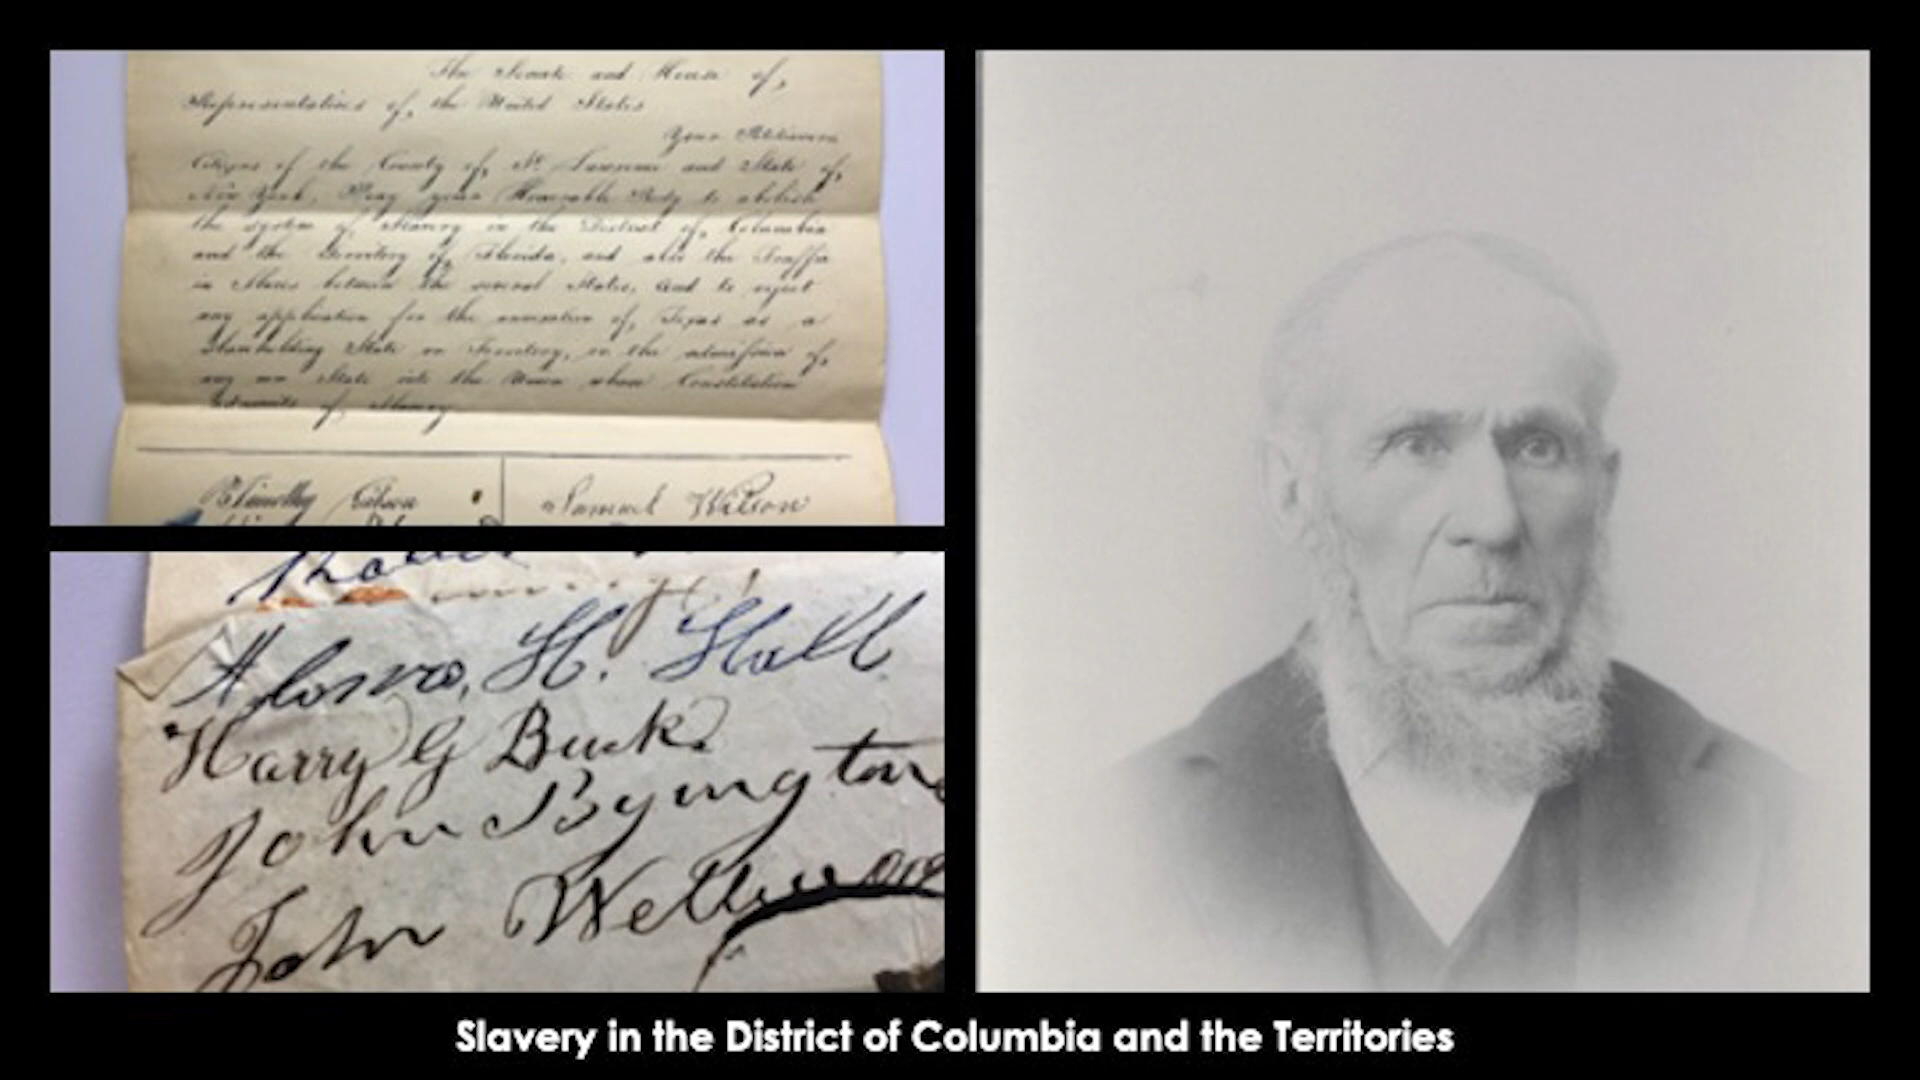 The Senate and House of,
Representatives of, the United States
Your Petitioners
Citizens of the County of, St Lawrence and State of,
New York, Pray your Honorable Body to abolish
the system of, Slavery in the District of, Columbia
and the Territory of, Florida, and also the Traffic
in Slaves between the several States, and to reject
any application for the annexation of, Texas as a
Slaveholding State or Territory, or the admission of,
any new State into the Union whose Constitution
of, Slavery
Timothy Gibson
Samuel Wilson
Alonzo, H. Hall
Harry G Buck
John Byington
John
Slavery in the District of Columbia and the Territories